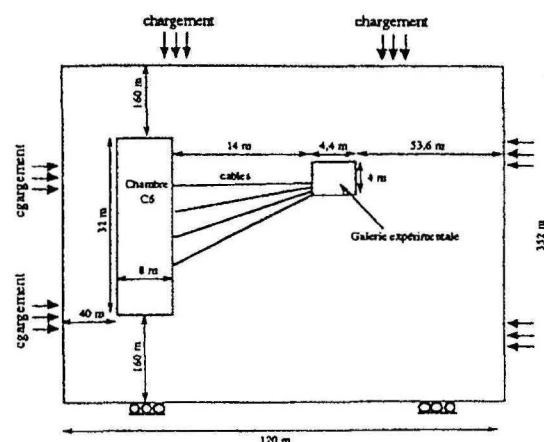 chargement
chargement
160 m
14 m
4,4 m
53,6 m
cables
4 m
Chambre
C6
cgargement
31 m
Galerie expérimentale
352 m
8 m
cgargement
40 m
160 m
120 m